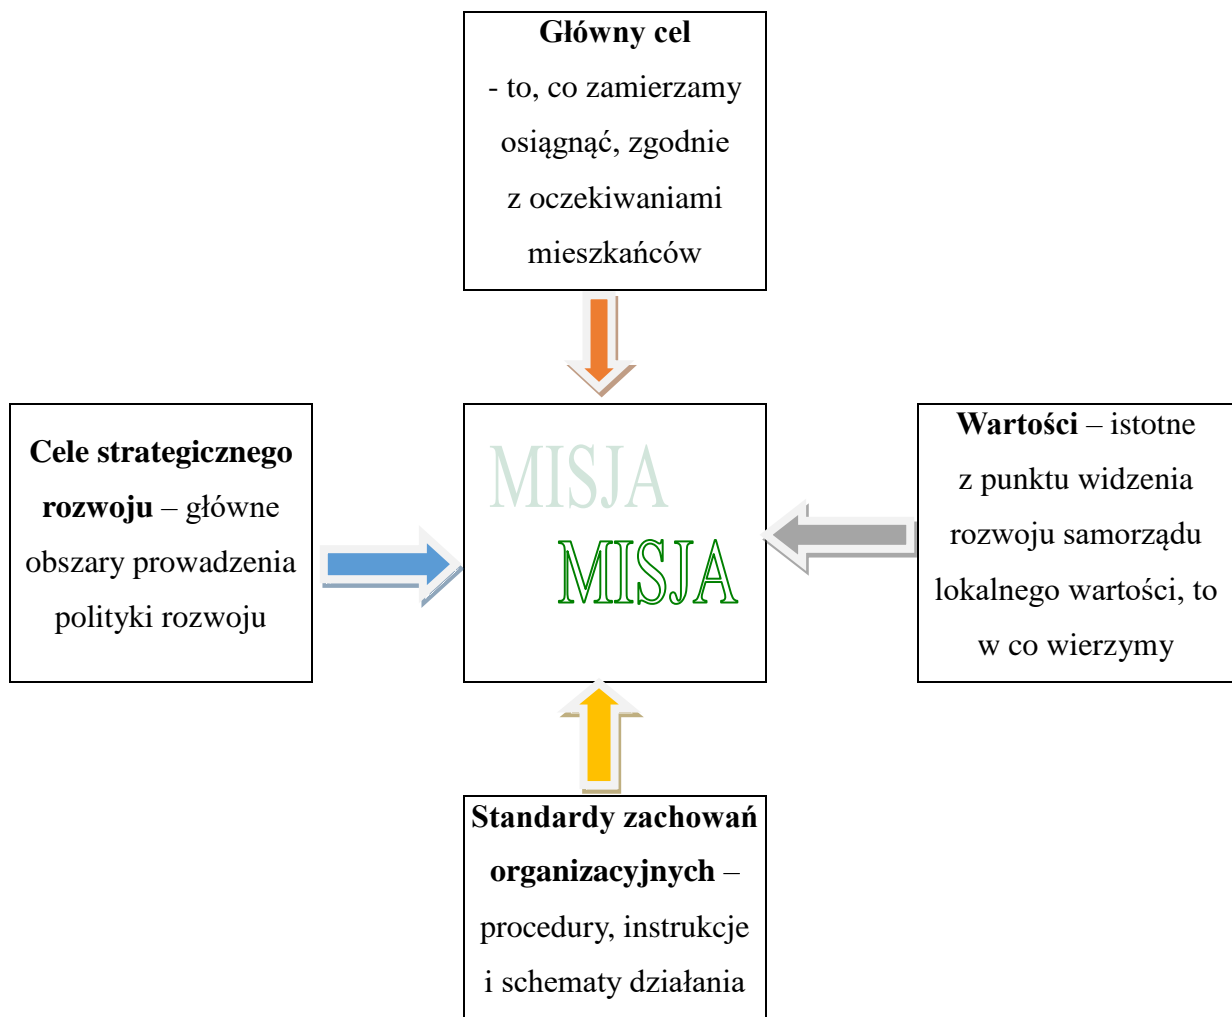 Główny cel
- to, co zamierzamy
osiągnąć, zgodnie
z oczekiwaniami
mieszkańców
Cele strategicznego
rozwoju – główne
obszary prowadzenia
polityki rozwoju
MISJA
MISJA
Wartości – istotne
z punktu widzenia
rozwoju samorządu
lokalnego wartości, to
w co wierzymy
Standardy zachowań
organizacyjnych –
procedury, instrukcje
i schematy działania